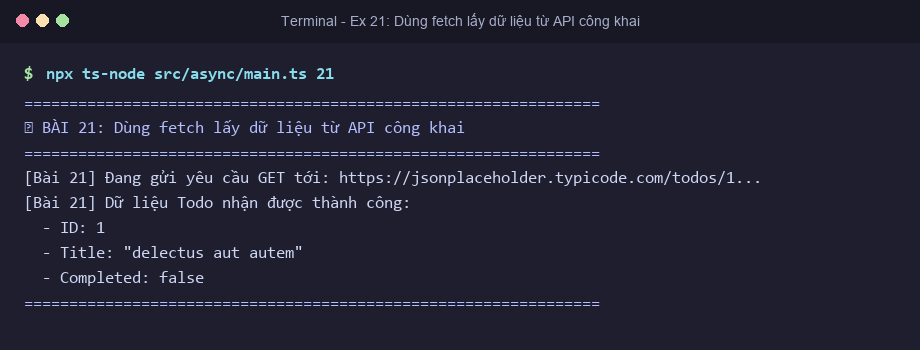 Terminal - Ex 21: Dùng fetch lấy dữ liệu từ API công khai
$ npx ts-node src/async/main.ts 21
================================================================
BÀI 21: Dùng fetch lấy dữ liệu từ API công khai
================================================================
[Bài 21] Đang gửi yêu cầu GET tới: https://jsonplaceholder.typicode.com/todos/1...
[Bài 21] Dữ liệu Todo nhận được thành công:
- ID: 1
- Title: "delectus aut autem"
- Completed: false
================================================================